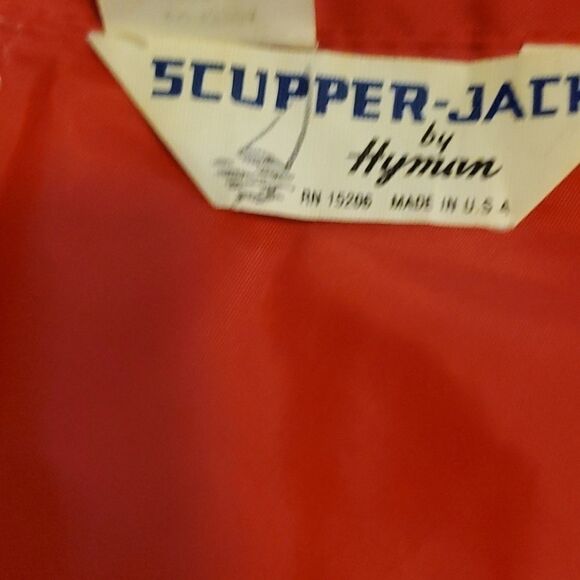 SCUPPER-JACK
by
Hyman
RN 15206 MADE IN U.S.A